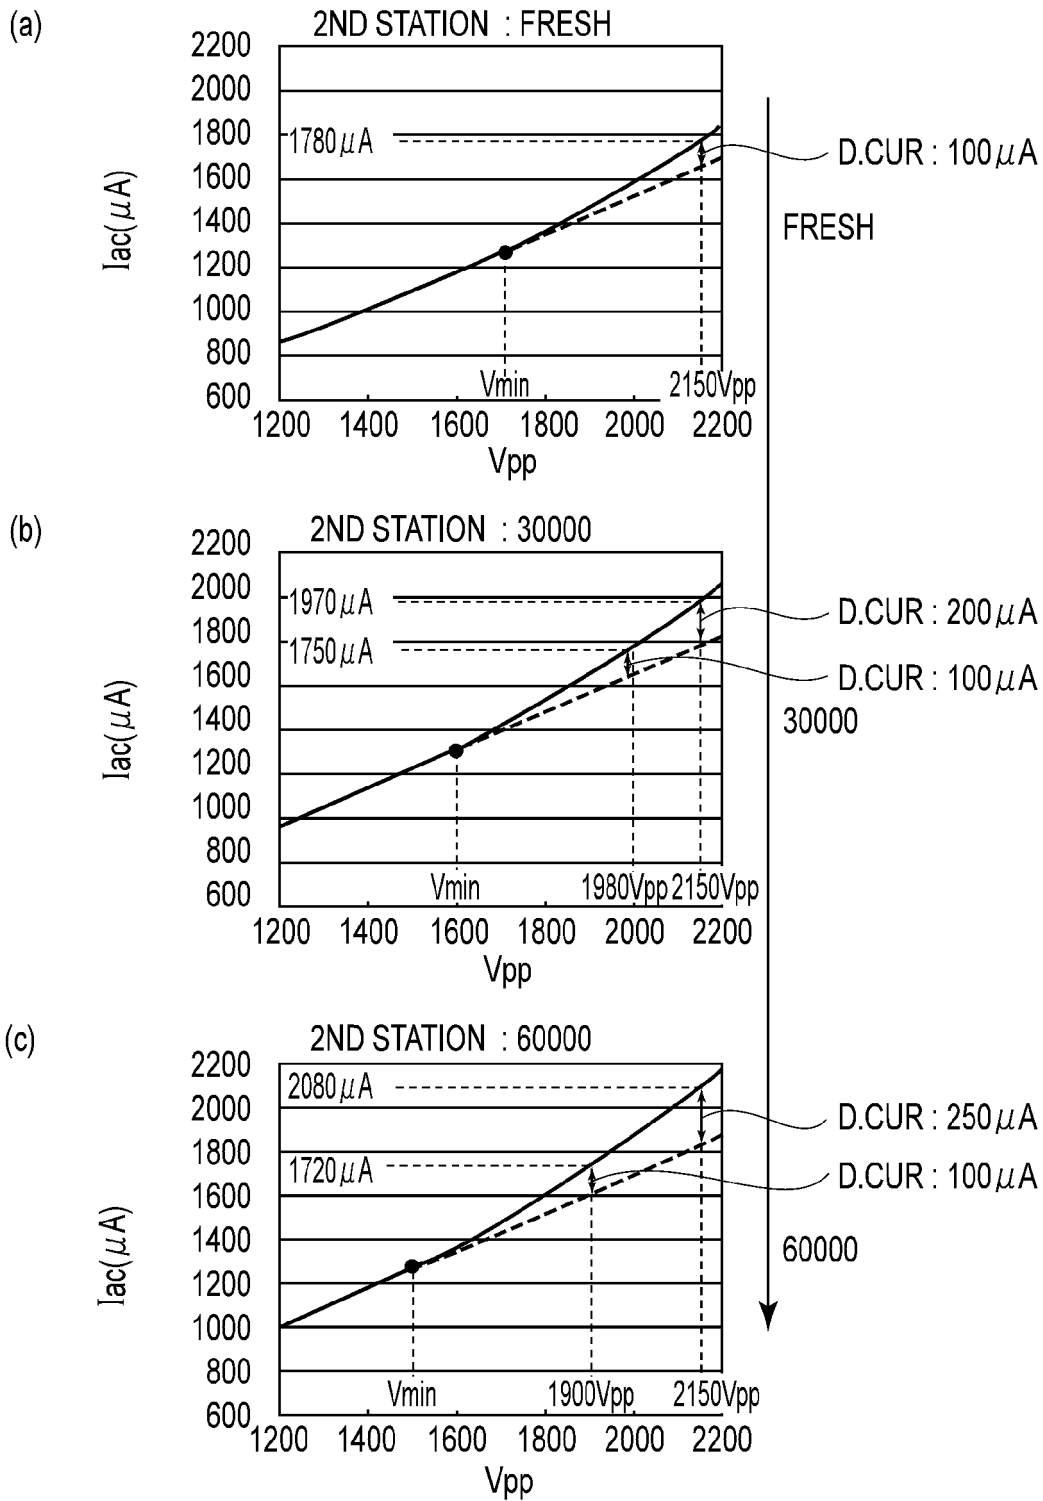 (a)
2ND STATION : FRESH
2200
2000
1800
1600
1400
1200
1000
800
600
1780μA
D.CUR : 100μA
FRESH
Iac(μA)
Vmin
2150Vpp
1200 1400 1600 1800 2000 2200
Vpp
(b)
2ND STATION : 30000
2200
2000
1800
1600
1400
1200
1000
800
600
1970μA
1750μA
D.CUR : 200μA
D.CUR : 100μA
30000
Iac(μA)
Vmin
1980Vpp
2150Vpp
1200 1400 1600 1800 2000 2200
Vpp
(c)
2ND STATION : 60000
2200
2000
1800
1600
1400
1200
1000
800
600
2080μA
1720μA
D.CUR : 250μA
D.CUR : 100μA
60000
Iac(μA)
Vmin
1900Vpp
2150Vpp
1200 1400 1600 1800 2000 2200
Vpp